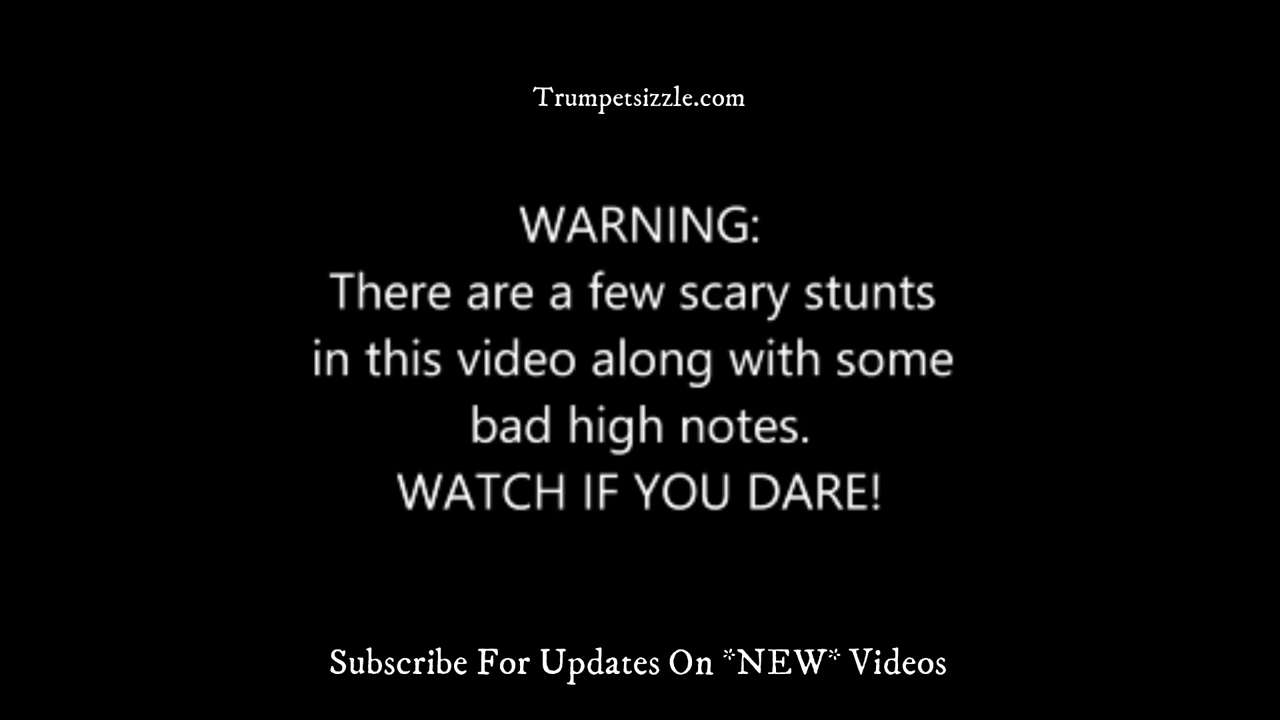 Trumpetsizzle.com
WARNING:
There are a few scary stunts
in this video along with some
bad high notes.
WATCH IF YOU DARE!
Subscribe For Updates On *NEW* Videos